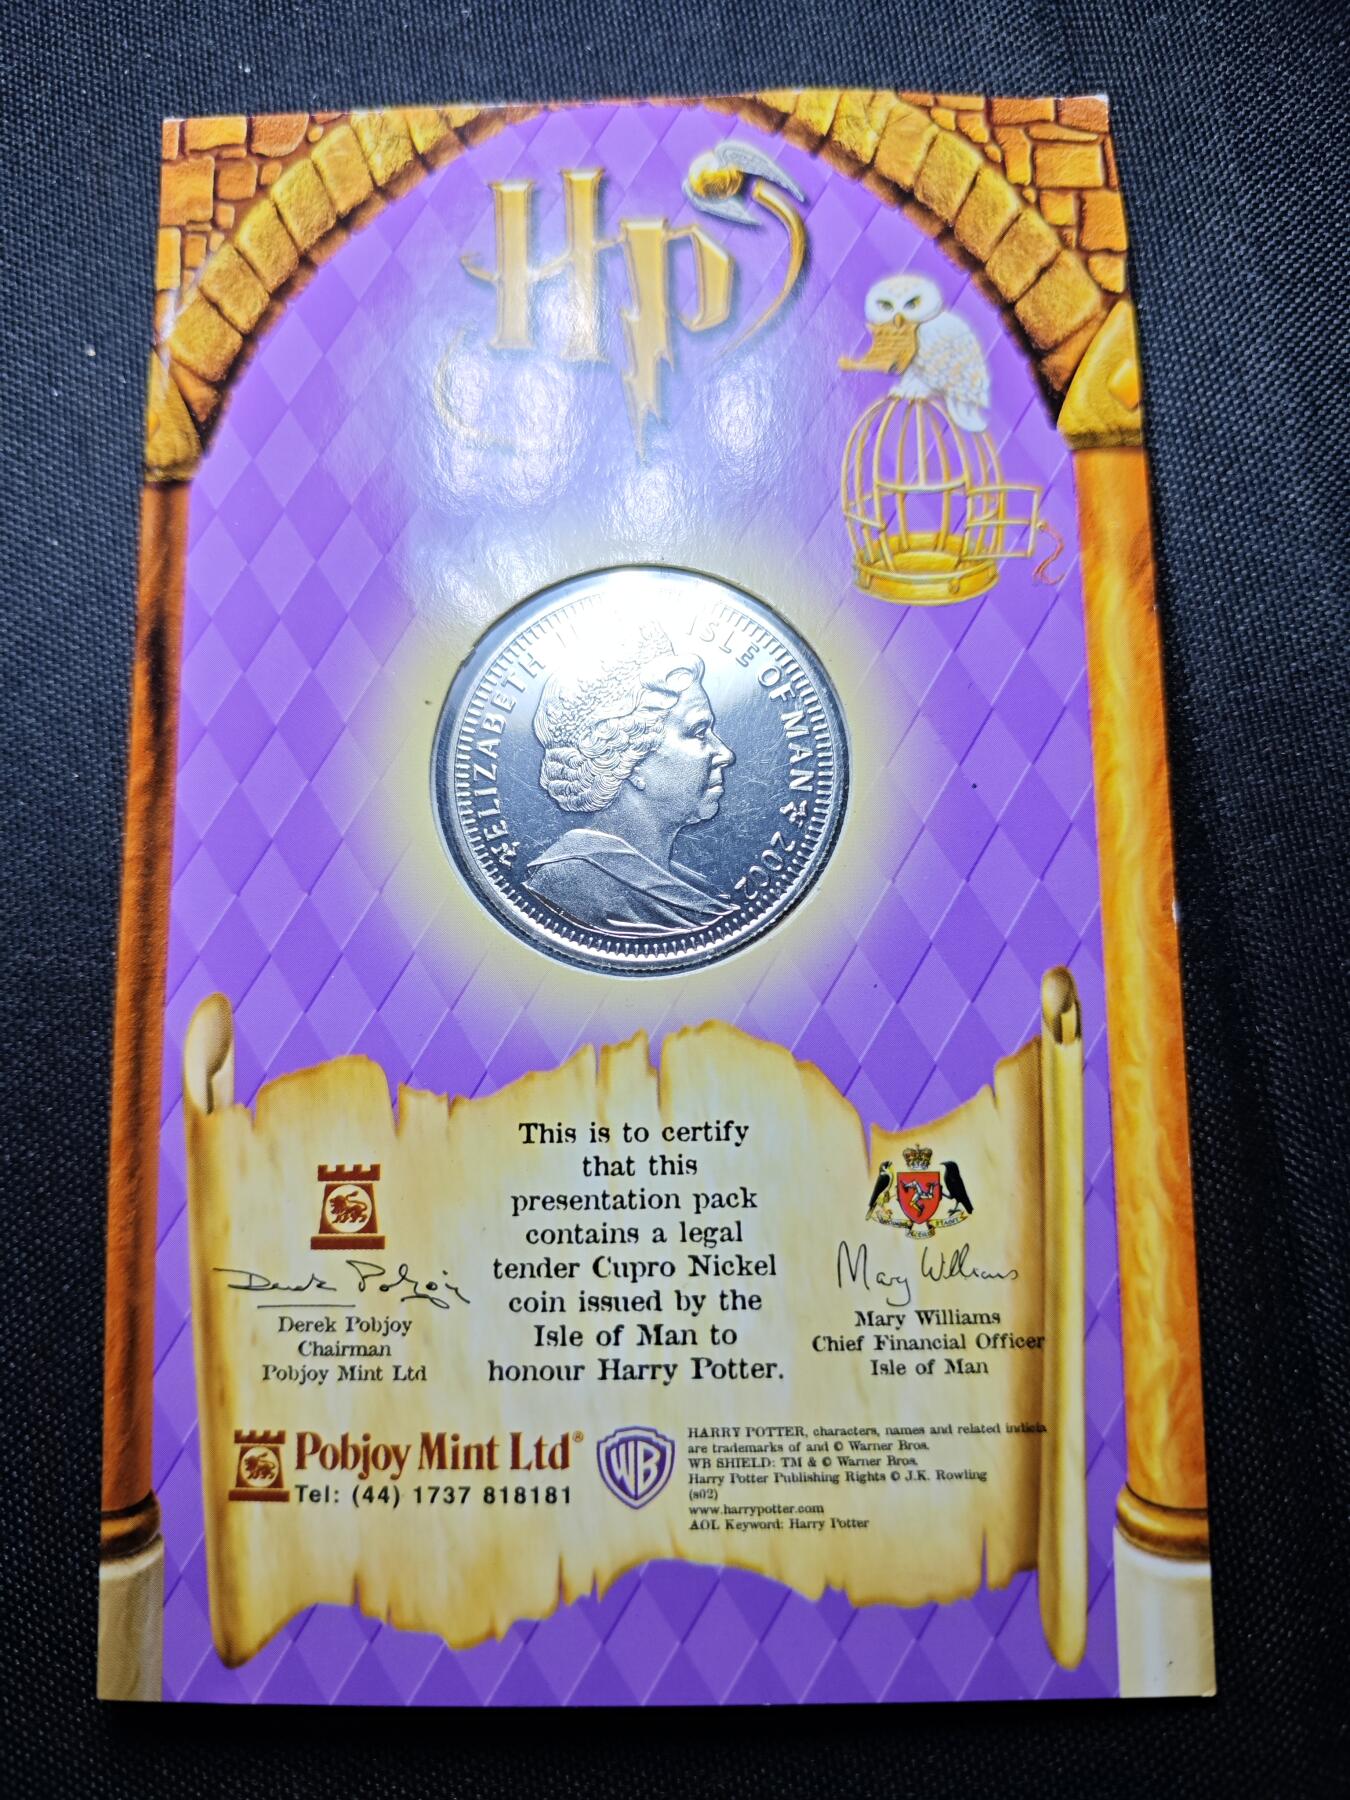 HP
ELIZABETH II ISLE OF MAN 2002
This is to certify
that this
presentation pack
contains a legal
tender Cupro Nickel
coin issued by the
Isle of Man to
honour Harry Potter.
Derek Pobjoy
Derek Pobjoy
Chairman
Pobjoy Mint Ltd
Mary Williams
Mary Williams
Chief Financial Officer
Isle of Man
Pobjoy Mint Ltd®
Tel: (44) 1737 818181
WB
HARRY POTTER, characters, names and related indicia
are trademarks of and © Warner Bros.
WB SHIELD: TM & © Warner Bros.
Harry Potter Publishing Rights © J.K. Rowling
(s02)
www.harrypotter.com
AOL Keyword: Harry Potter